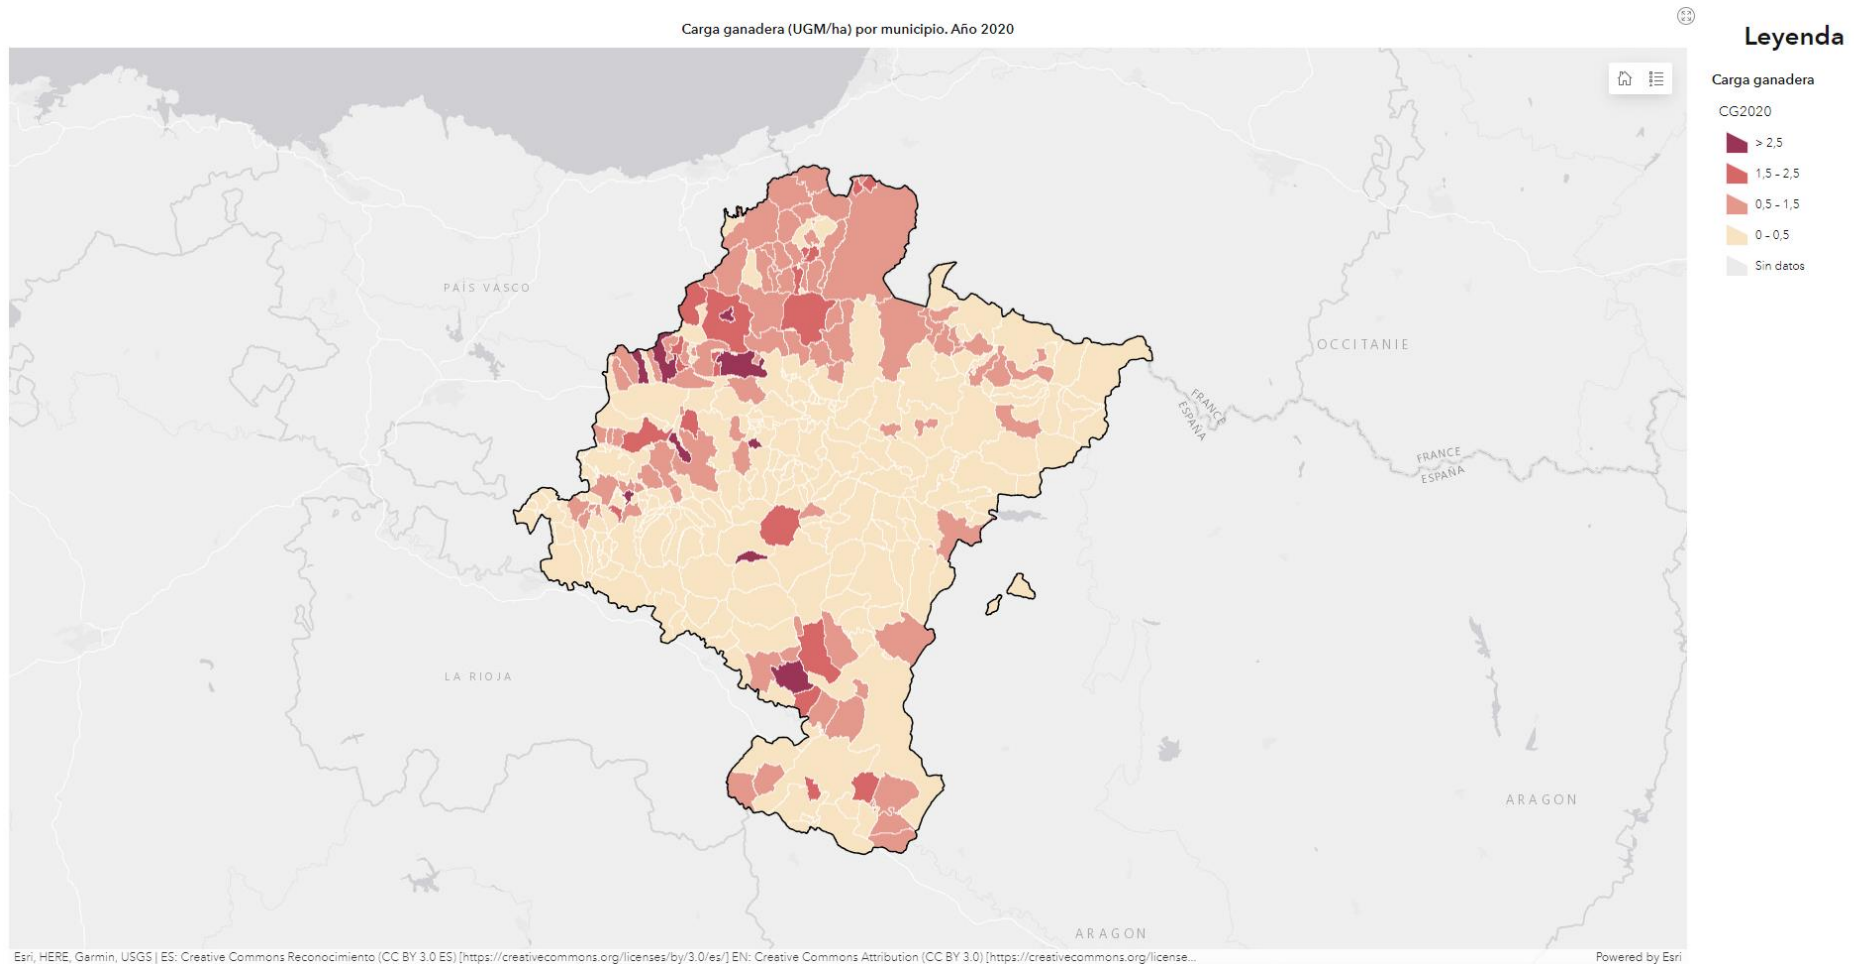 Carga ganadera (UGM/ha) por municipio. Año 2020
Leyenda
Carga ganadera
CG2020
> 2,5
1,5 - 2,5
0,5 - 1,5
0 - 0,5
Sin datos
PAÍS VASCO
OCCITANIE
FRANCE
ESPAÑA
FRANCE
ESPAÑA
LA RIOJA
ARAGON
ARAGON
Esri, HERE, Garmin, USGS | ES: Creative Commons Reconocimiento (CC BY 3.0 ES) [https://creativecommons.org/licenses/by/3.0/es/] EN: Creative Commons Attribution (CC BY 3.0) [https://creativecommons.org/license...
Powered by Esri